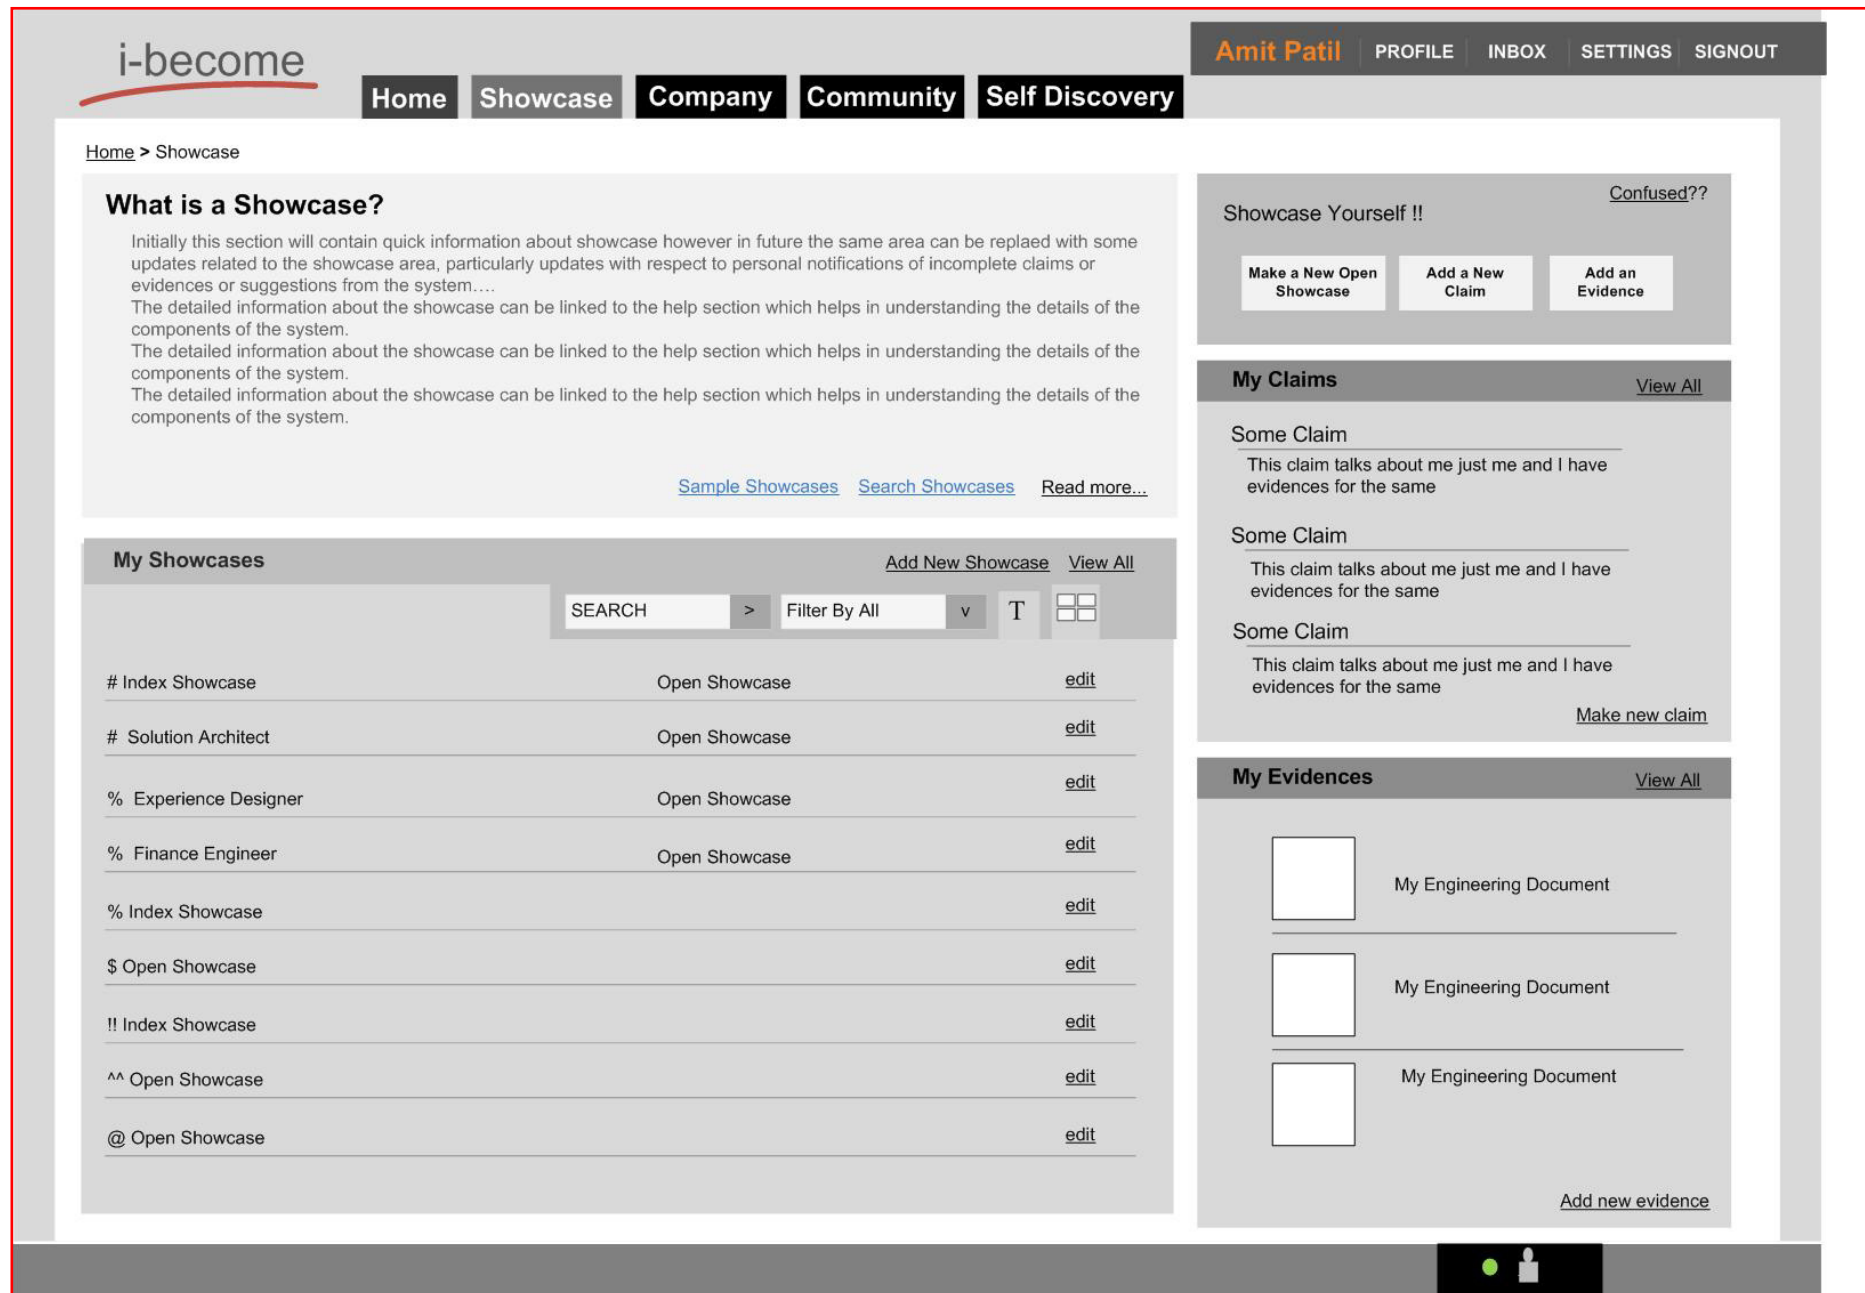 i-become
Amit Patil PROFILE INBOX SETTINGS SIGNOUT
Home Showcase Company Community Self Discovery
Home > Showcase
What is a Showcase?
Initially this section will contain quick information about showcase however in future the same area can be replaed with some
updates related to the showcase area, particularly updates with respect to personal notifications of incomplete claims or
evidences or suggestions from the system….
The detailed information about the showcase can be linked to the help section which helps in understanding the details of the
components of the system.
The detailed information about the showcase can be linked to the help section which helps in understanding the details of the
components of the system.
The detailed information about the showcase can be linked to the help section which helps in understanding the details of the
components of the system.
Sample Showcases Search Showcases Read more...
My Showcases Add New Showcase View All
SEARCH > Filter By All v T
# Index Showcase Open Showcase edit
# Solution Architect Open Showcase edit
% Experience Designer Open Showcase edit
% Finance Engineer Open Showcase edit
% Index Showcase edit
$ Open Showcase edit
!! Index Showcase edit
^^ Open Showcase edit
@ Open Showcase edit
Confused??
Showcase Yourself !!
Make a New Open
Showcase
Add a New
Claim
Add an
Evidence
My Claims View All
Some Claim
This claim talks about me just me and I have
evidences for the same
Some Claim
This claim talks about me just me and I have
evidences for the same
Some Claim
This claim talks about me just me and I have
evidences for the same
Make new claim
My Evidences View All
My Engineering Document
My Engineering Document
My Engineering Document
Add new evidence